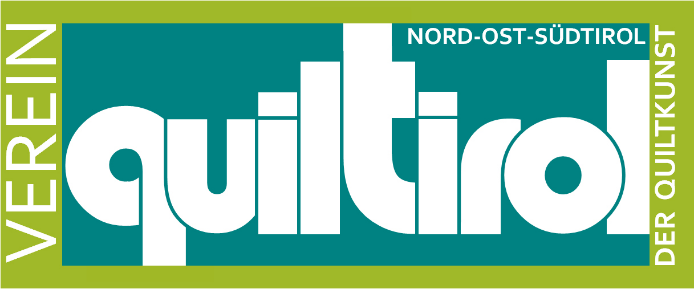 VEREIN
NORD-OST-SÜDTIROL
quiltirol
DER QUILTKUNST